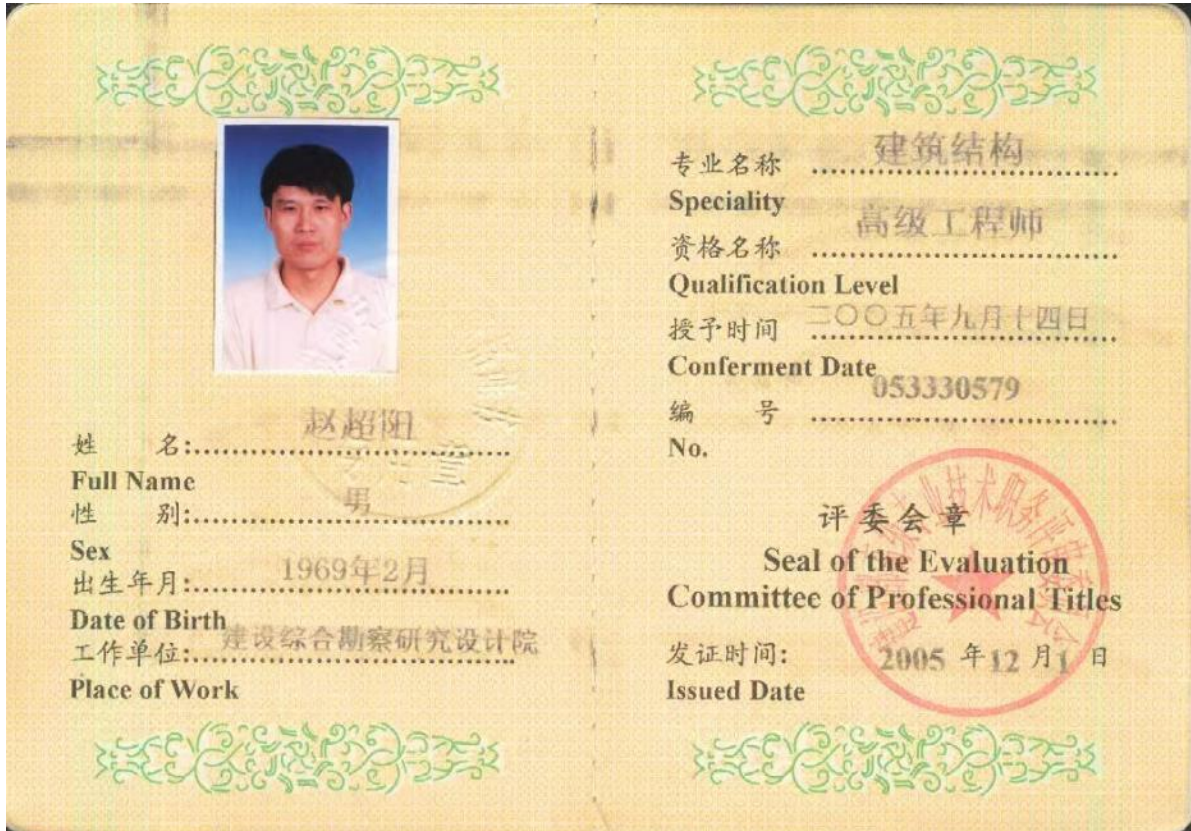 赵超阳
姓 名:
Full Name
男
性 别:
Sex
1969年2月
出生年月:
Date of Birth
建设综合勘察研究设计院
工作单位:
Place of Work
建筑结构
专业名称
Speciality
高级工程师
资格名称
Qualification Level
二〇〇五年九月十四日
授予时间
Conferment Date
053330579
编 号
No.
评委会章
Seal of the Evaluation
Committee of Professional Titles
发证时间: 2005 年 12 月 1 日
Issued Date